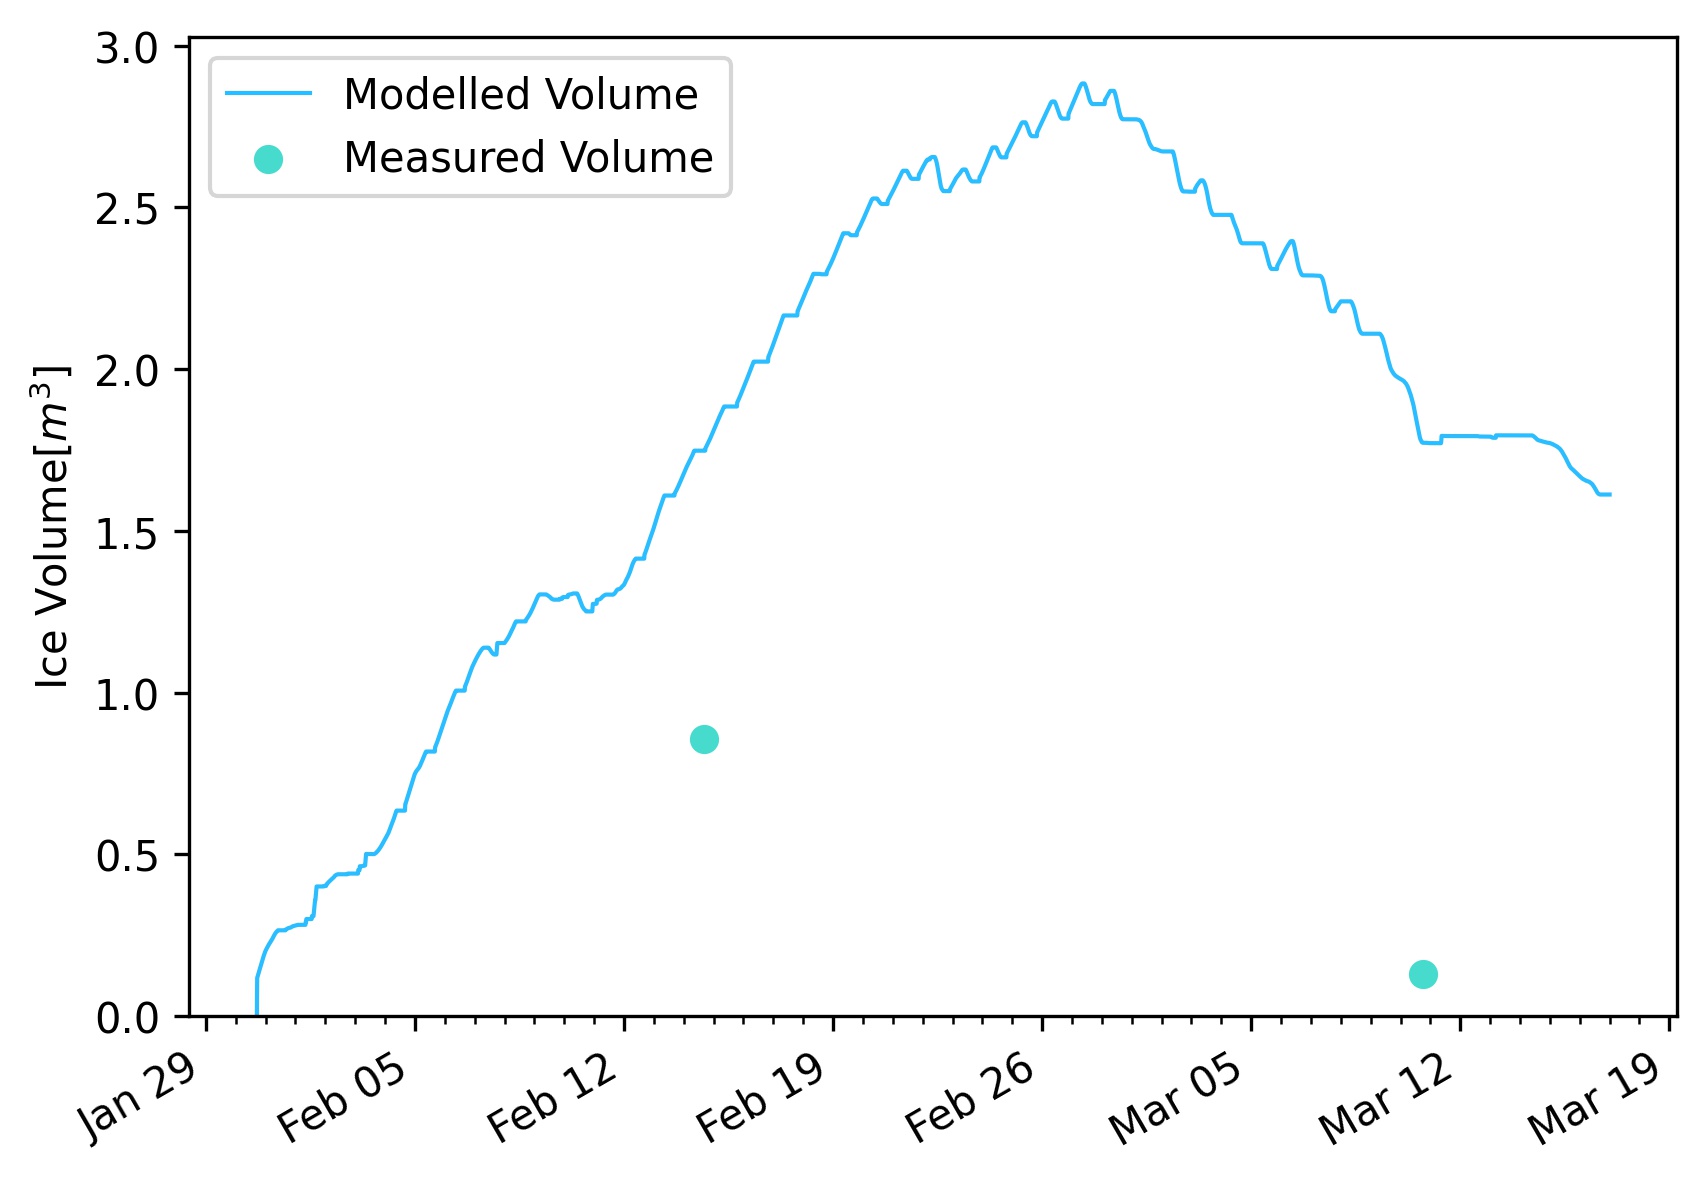 3.0
2.5
2.0
1.5
1.0
0.5
0.0
Ice Volume[m³]
Modelled Volume
Measured Volume
Jan 29
Feb 05
Feb 12
Feb 19
Feb 26
Mar 05
Mar 12
Mar 19